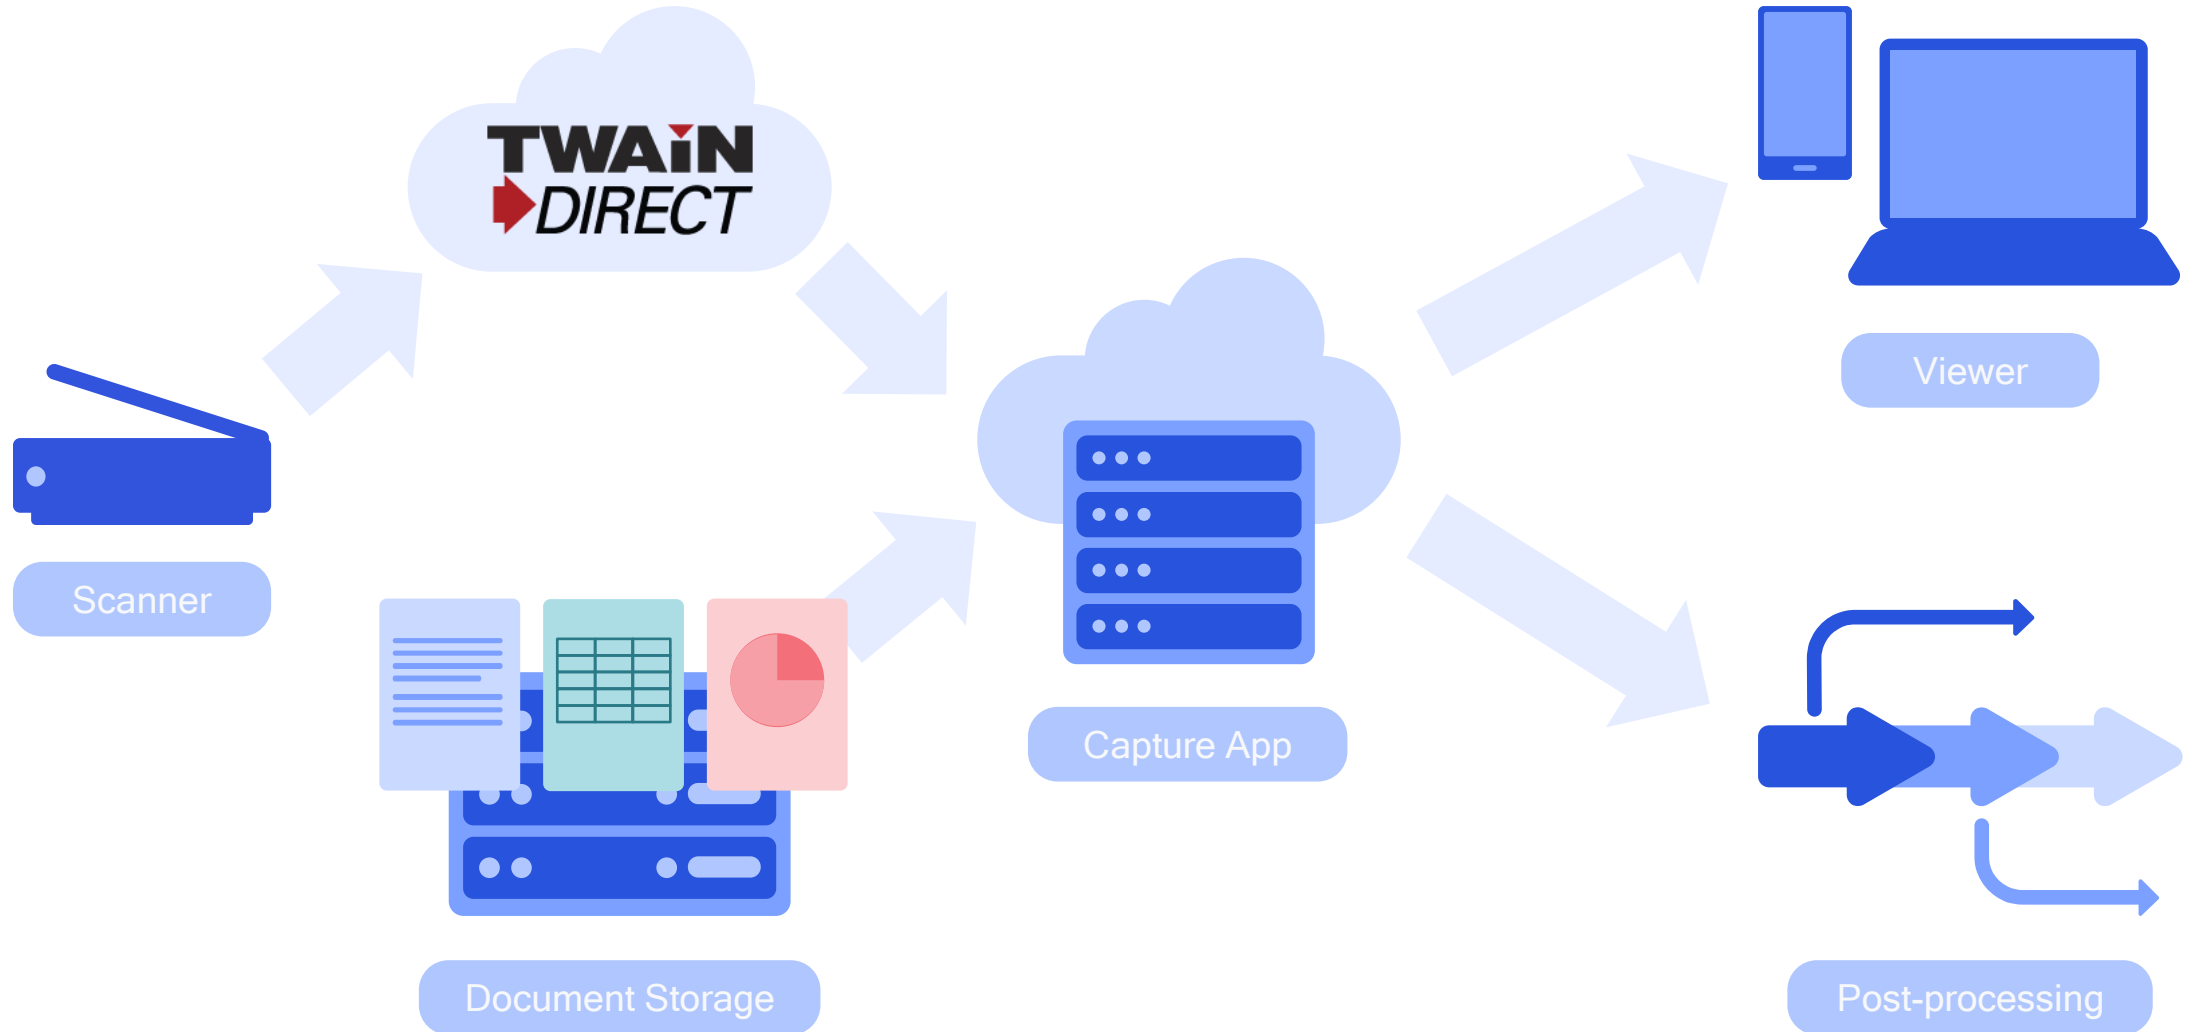 TWAIN
DIRECT
Viewer
Scanner
Capture App
Document Storage
Post-processing